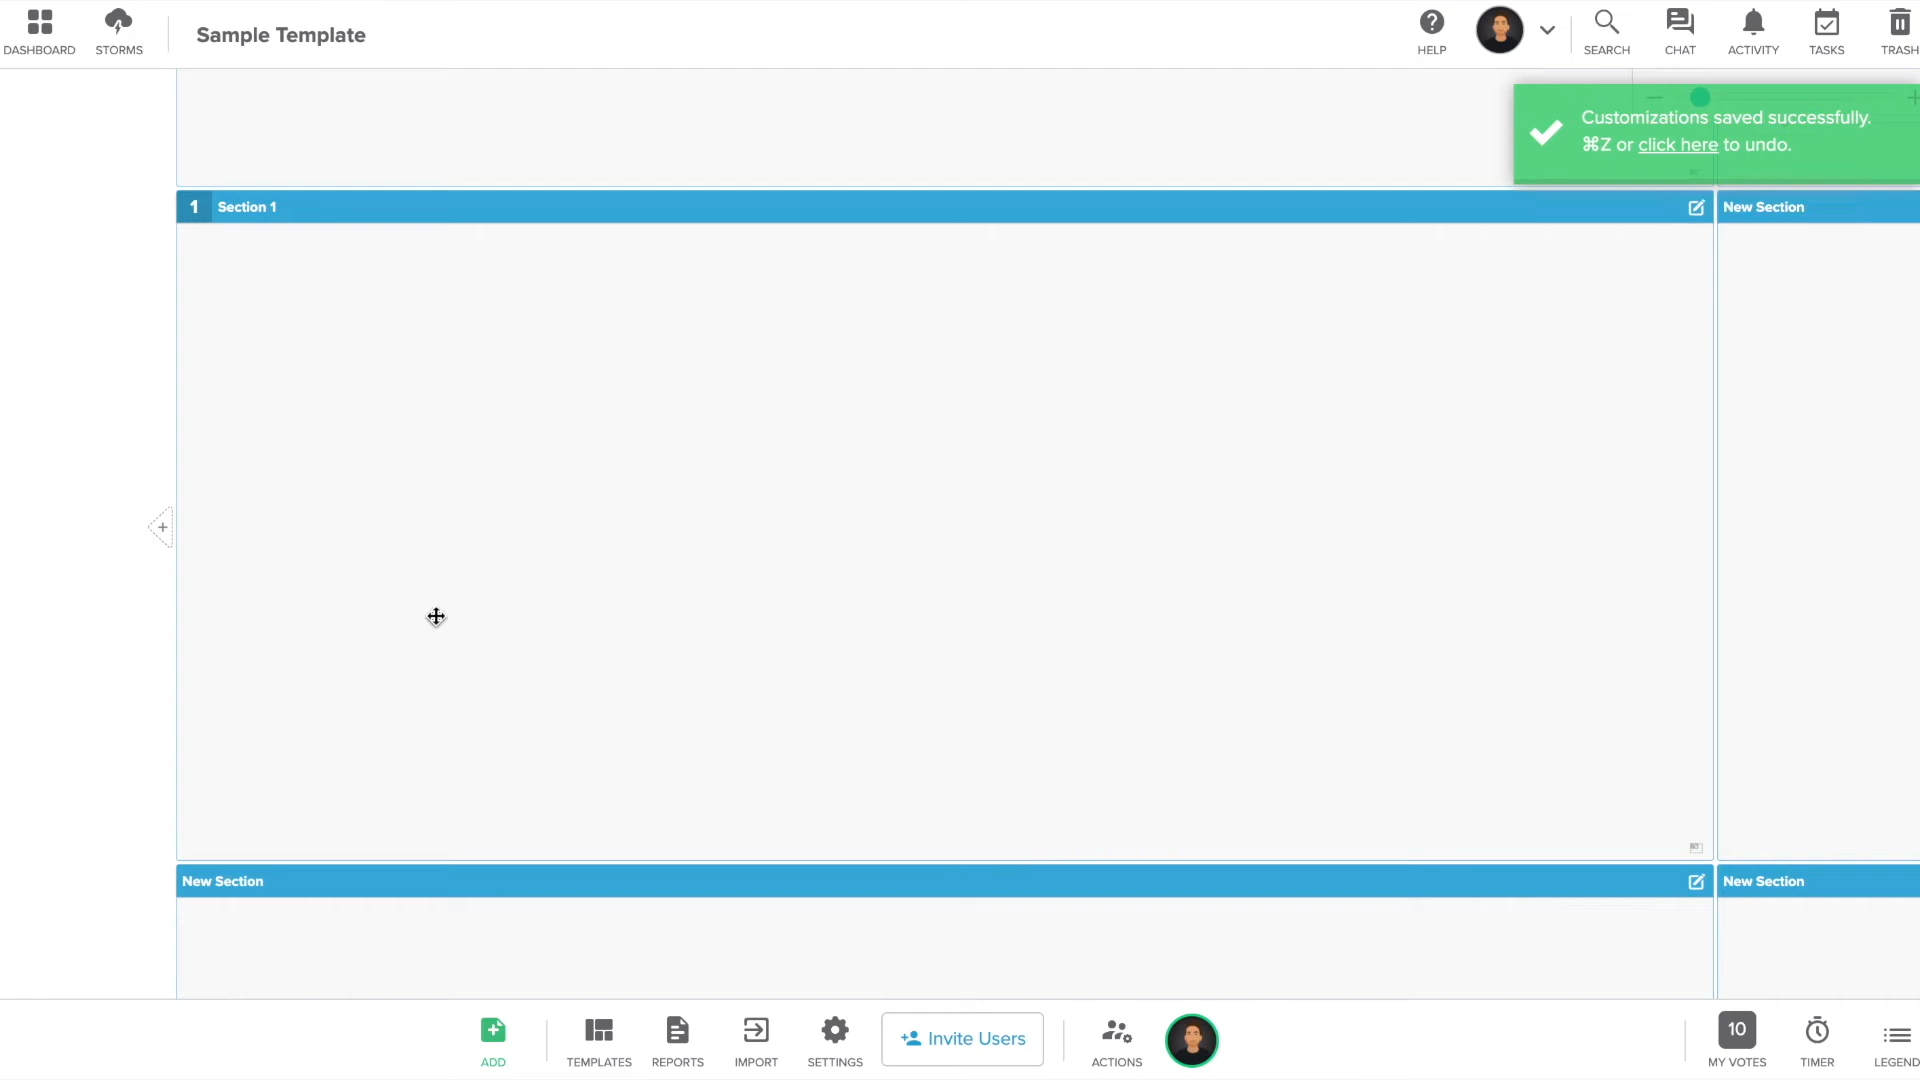 DASHBOARD
STORMS
Sample Template
HELP
SEARCH
CHAT
ACTIVITY
TASKS
TRASH
Customizations saved successfully.
⌘Z or click here to undo.
1 Section 1
New Section
New Section
New Section
ADD
TEMPLATES
REPORTS
IMPORT
SETTINGS
Invite Users
ACTIONS
10
MY VOTES
TIMER
LEGEND